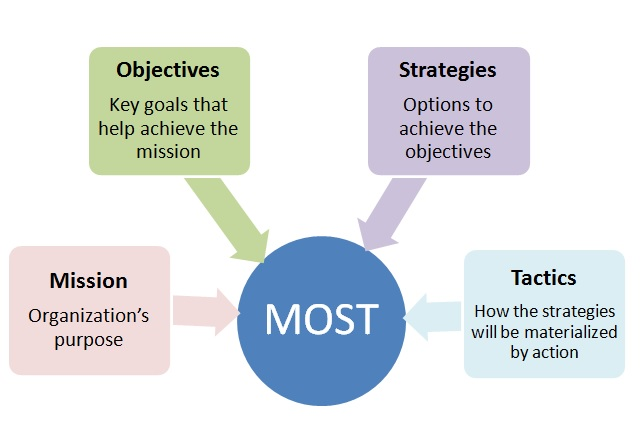 Objectives
Key goals that
help achieve the
mission
Strategies
Options to
achieve the
objectives
Mission
Organization's
purpose
MOST
Tactics
How the strategies
will be materialized
by action